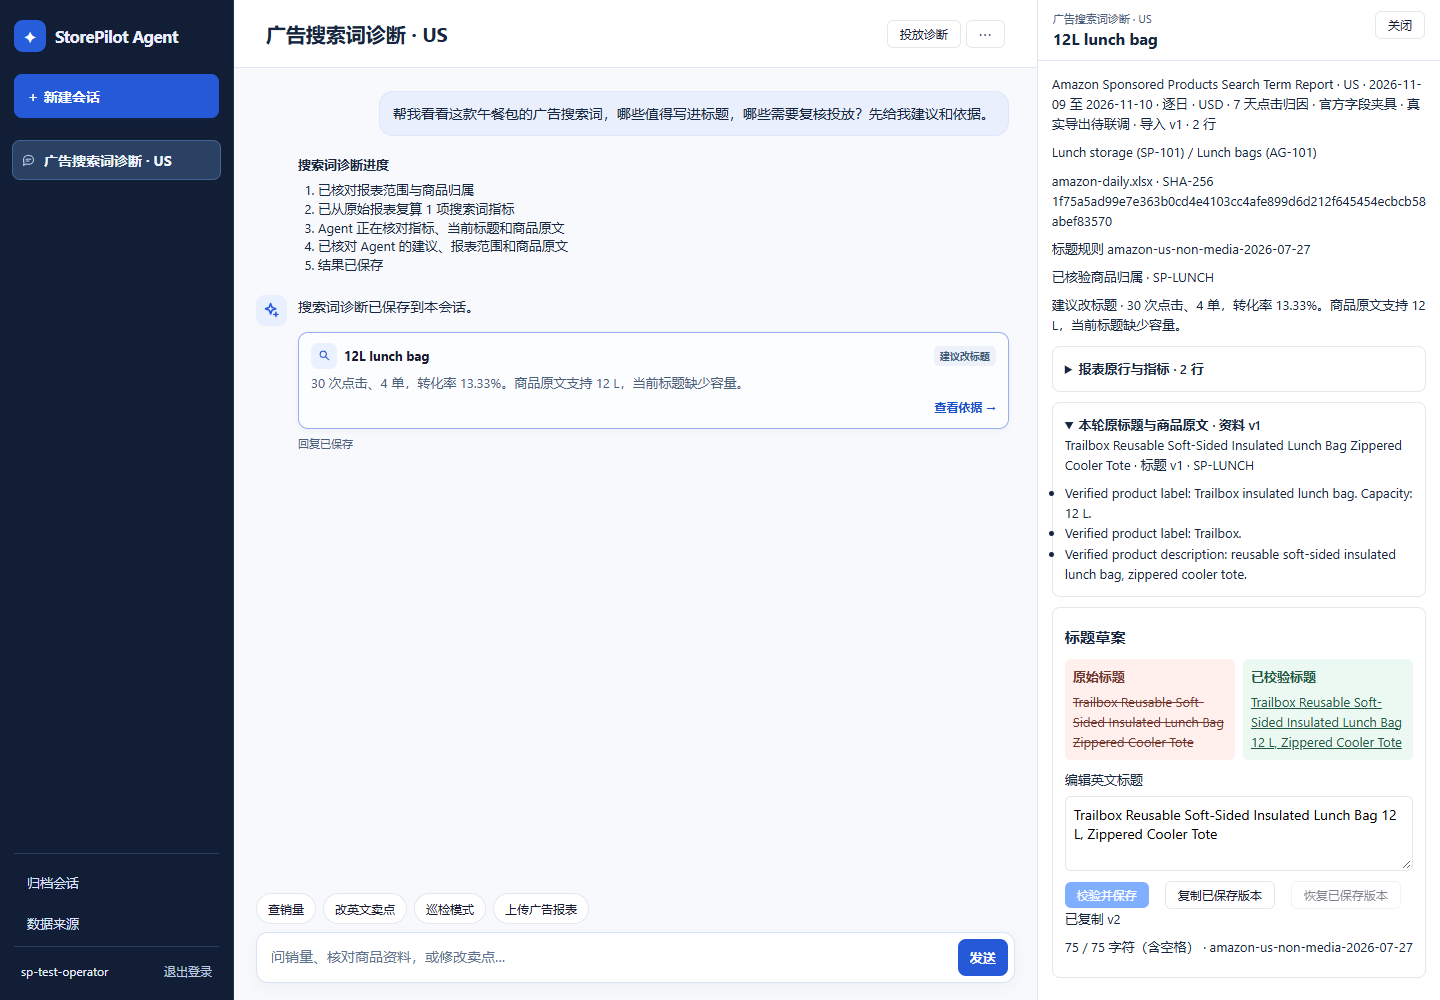 StorePilot Agent
+ 新建会话
广告搜索词诊断 · US
归档会话
数据来源
sp-test-operator
退出登录
广告搜索词诊断 · US
投放诊断
···
帮我看看这款午餐包的广告搜索词，哪些值得写进标题，哪些需要复核投放？先给我建议和依据。
搜索词诊断进度
1. 已核对报表范围与商品归属
2. 已从原始报表复算 1 项搜索词指标
3. Agent 正在核对指标、当前标题和商品原文
4. 已核对 Agent 的建议、报表范围和商品原文
5. 结果已保存
搜索词诊断已保存到本会话。
12L lunch bag
建议改标题
30 次点击、4 单，转化率 13.33%。商品原文支持 12 L，当前标题缺少容量。
查看依据 →
回复已保存
查销量
改英文卖点
巡检模式
上传广告报表
问销量、核对商品资料，或修改卖点...
发送
广告搜索词诊断 · US
12L lunch bag
关闭
Amazon Sponsored Products Search Term Report · US · 2026-11-
09 至 2026-11-10 · 逐日 · USD · 7 天点击归因 · 官方字段夹具 · 真
实导出待联调 · 导入 v1 · 2 行
Lunch storage (SP-101) / Lunch bags (AG-101)
amazon-daily.xlsx · SHA-256
1f75a5ad99e7e363b0cd4e4103cc4afe899d6d212f645454ecbcb58
abef83570
标题规则 amazon-us-non-media-2026-07-27
已核验商品归属 · SP-LUNCH
建议改标题 · 30 次点击、4 单，转化率 13.33%。商品原文支持 12
L，当前标题缺少容量。
▶ 报表原行与指标 · 2 行
▼ 本轮原标题与商品原文 · 资料 v1
Trailbox Reusable Soft-Sided Insulated Lunch Bag Zippered
Cooler Tote · 标题 v1 · SP-LUNCH
• Verified product label: Trailbox insulated lunch bag. Capacity:
12 L.
• Verified product label: Trailbox.
• Verified product description: reusable soft-sided insulated
lunch bag, zippered cooler tote.
标题草案
原始标题
Trailbox Reusable Soft-
Sided Insulated Lunch Bag
Zippered Cooler Tote
已校验标题
Trailbox Reusable Soft-
Sided Insulated Lunch Bag
12 L, Zippered Cooler Tote
编辑英文标题
Trailbox Reusable Soft-Sided Insulated Lunch Bag 12
L, Zippered Cooler Tote
校验并保存
复制已保存版本
恢复已保存版本
已复制 v2
75 / 75 字符（含空格） · amazon-us-non-media-2026-07-27